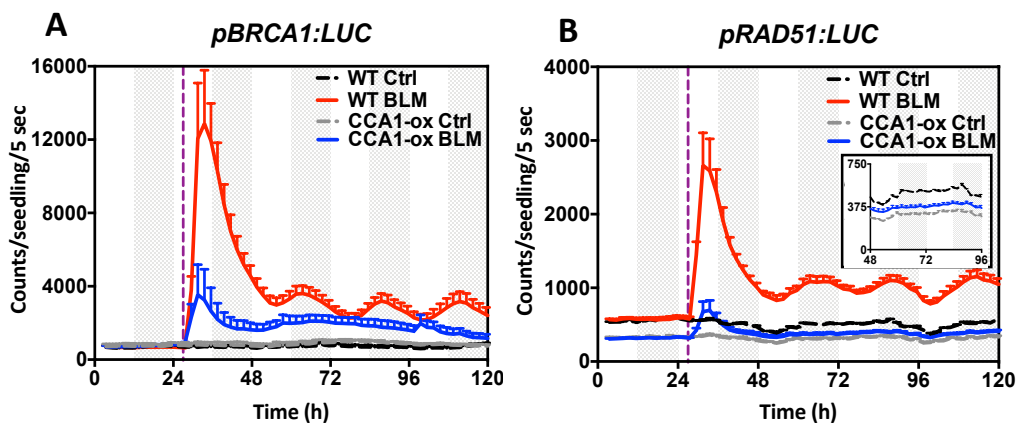 A
pBRCA1:LUC
16000
12000
8000
4000
0
Counts/seedling/5 sec
WT Ctrl
WT BLM
CCA1-ox Ctrl
CCA1-ox BLM
0
24
48
72
96
120
Time (h)
B
pRAD51:LUC
4000
3000
2000
1000
0
Counts/seedling/5 sec
WT Ctrl
WT BLM
CCA1-ox Ctrl
CCA1-ox BLM
750
375
0
48
72
96
0
24
48
72
96
120
Time (h)